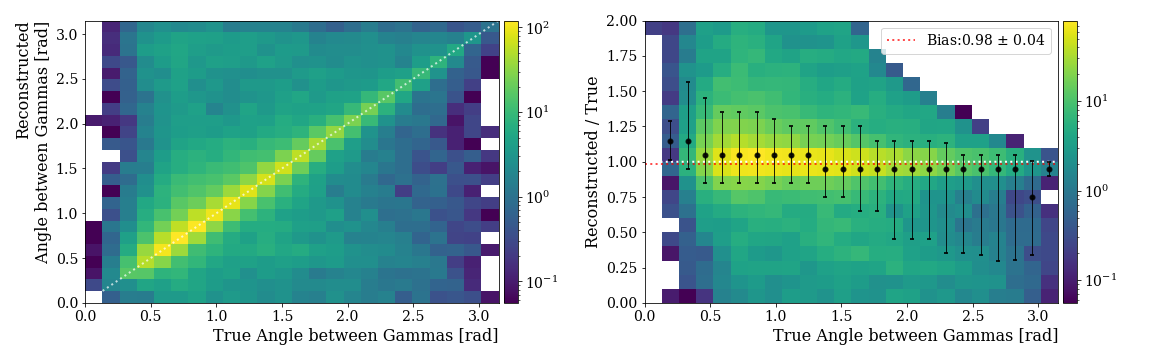 Reconstructed
Angle between Gammas [rad]
3.0
2.5
2.0
1.5
1.0
0.5
0.0
0.0 0.5 1.0 1.5 2.0 2.5 3.0
True Angle between Gammas [rad]
10²
10¹
10⁰
10⁻¹
Reconstructed / True
2.00
1.75
1.50
1.25
1.00
0.75
0.50
0.25
0.00
0.0 0.5 1.0 1.5 2.0 2.5 3.0
True Angle between Gammas [rad]
Bias:0.98 ± 0.04
10¹
10⁰
10⁻¹